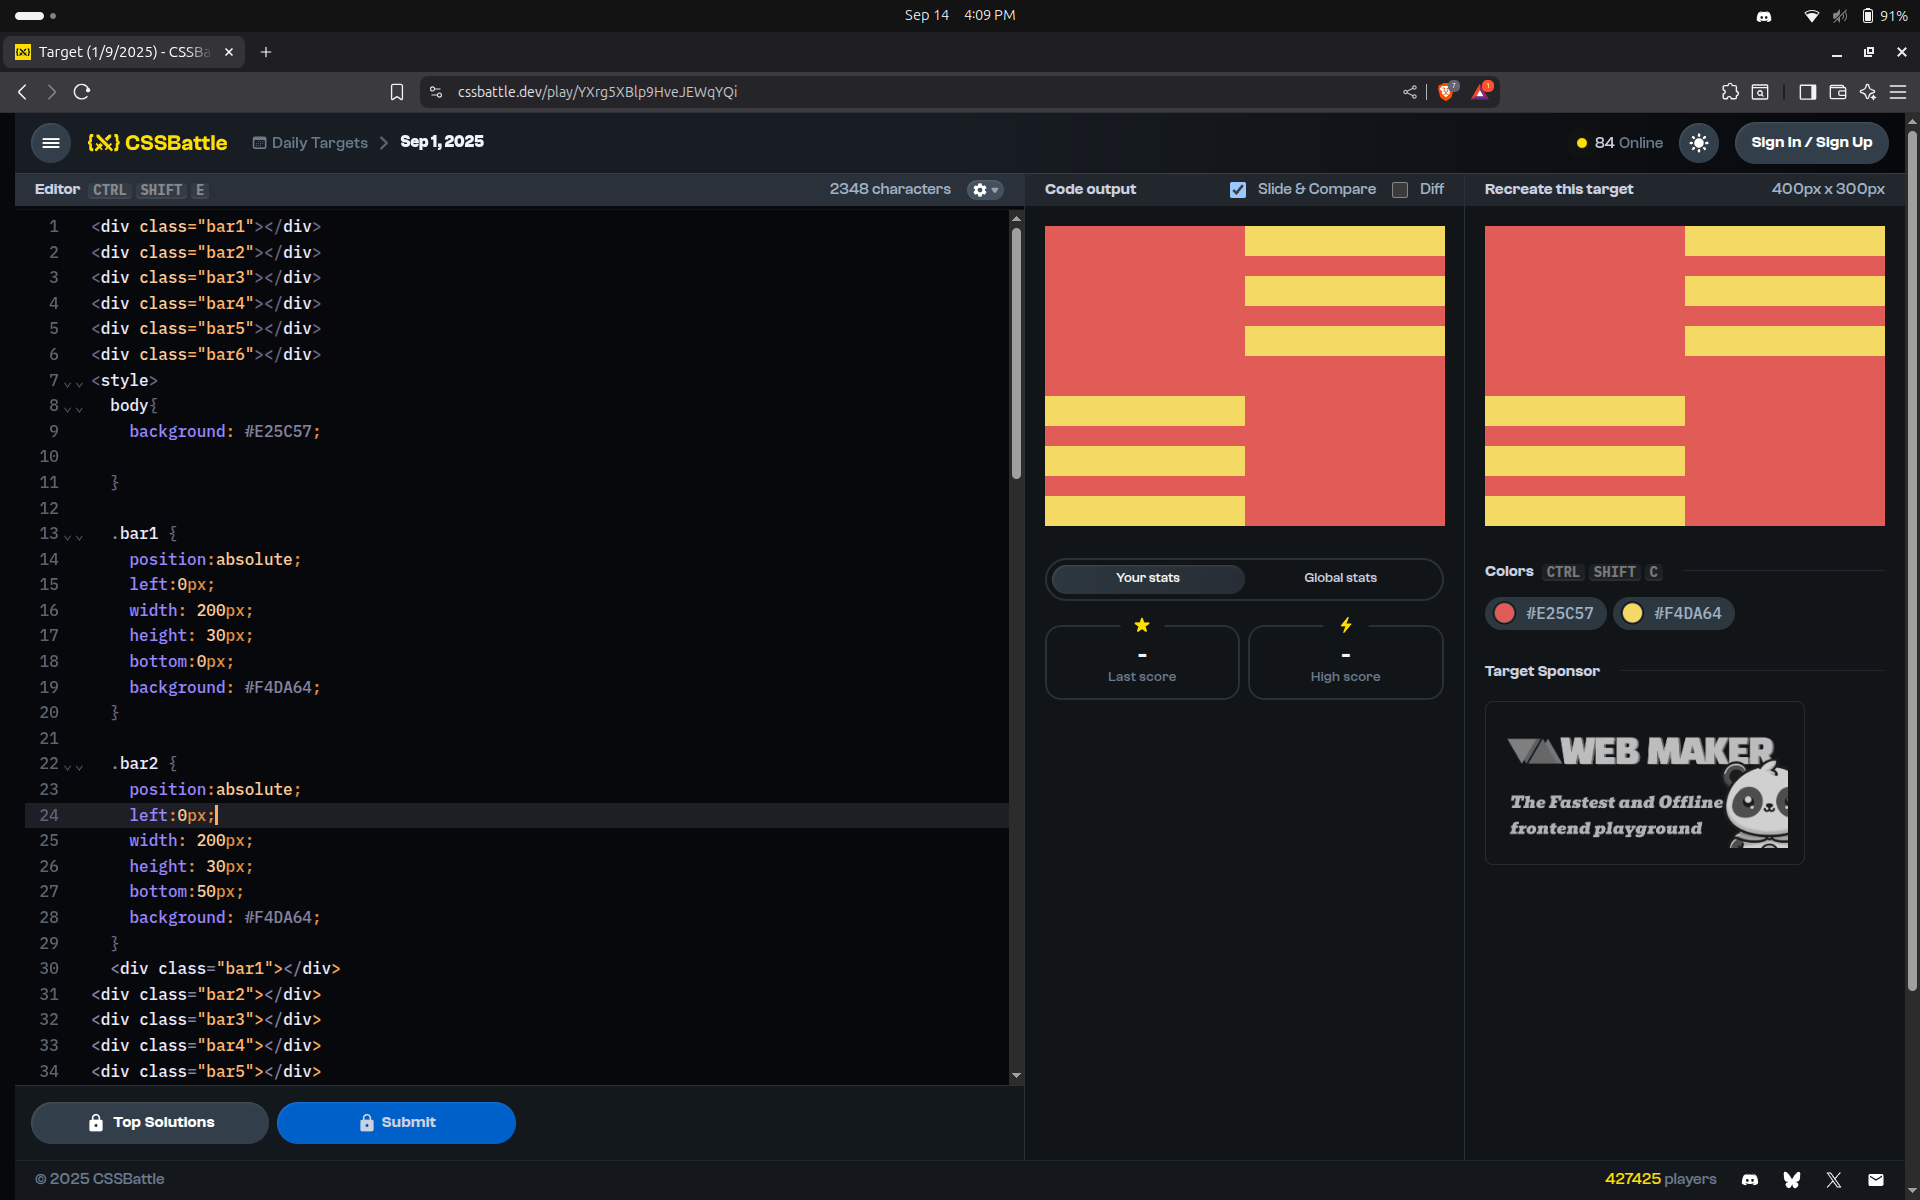 Sep 14 4:09 PM
91%
Target (1/9/2025) - CSSBa
cssbattle.dev/play/YXrg5XBlp9HveJEWqYQi
7
1
{X} CSSBattle
Daily Targets
Sep 1, 2025
84 Online
Sign In / Sign Up
Editor CTRL SHIFT E
2348 characters
Code output
Slide & Compare
Diff
Recreate this target
400px x 300px
1 <div class="bar1"></div>
2 <div class="bar2"></div>
3 <div class="bar3"></div>
4 <div class="bar4"></div>
5 <div class="bar5"></div>
6 <div class="bar6"></div>
7 <style>
8 body{
9 background: #E25C57;
10
11 }
12
13 .bar1 {
14 position:absolute;
15 left:0px;
16 width: 200px;
17 height: 30px;
18 bottom:0px;
19 background: #F4DA64;
20 }
21
22 .bar2 {
23 position:absolute;
24 left:0px;
25 width: 200px;
26 height: 30px;
27 bottom:50px;
28 background: #F4DA64;
29 }
30 <div class="bar1"></div>
31 <div class="bar2"></div>
32 <div class="bar3"></div>
33 <div class="bar4"></div>
34 <div class="bar5"></div>
Your stats
Global stats
-
Last score
-
High score
Colors CTRL SHIFT C
#E25C57
#F4DA64
Target Sponsor
WEB MAKER
The Fastest and Offline
frontend playground
Top Solutions
Submit
© 2025 CSSBattle
427425 players